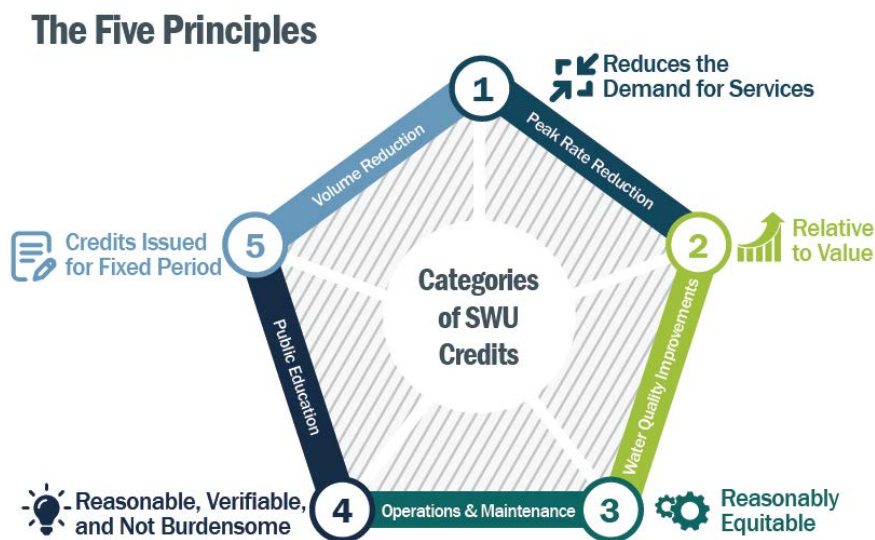 The Five Principles
1
Reduces the
Demand for Services
Peak Rate Reduction
2
Relative
to Value
Water Quality Improvements
3
Reasonably
Equitable
Operations & Maintenance
4
Reasonable, Verifiable,
and Not Burdensome
Public Education
5
Credits Issued
for Fixed Period
Volume Reduction
Categories
of SWU
Credits